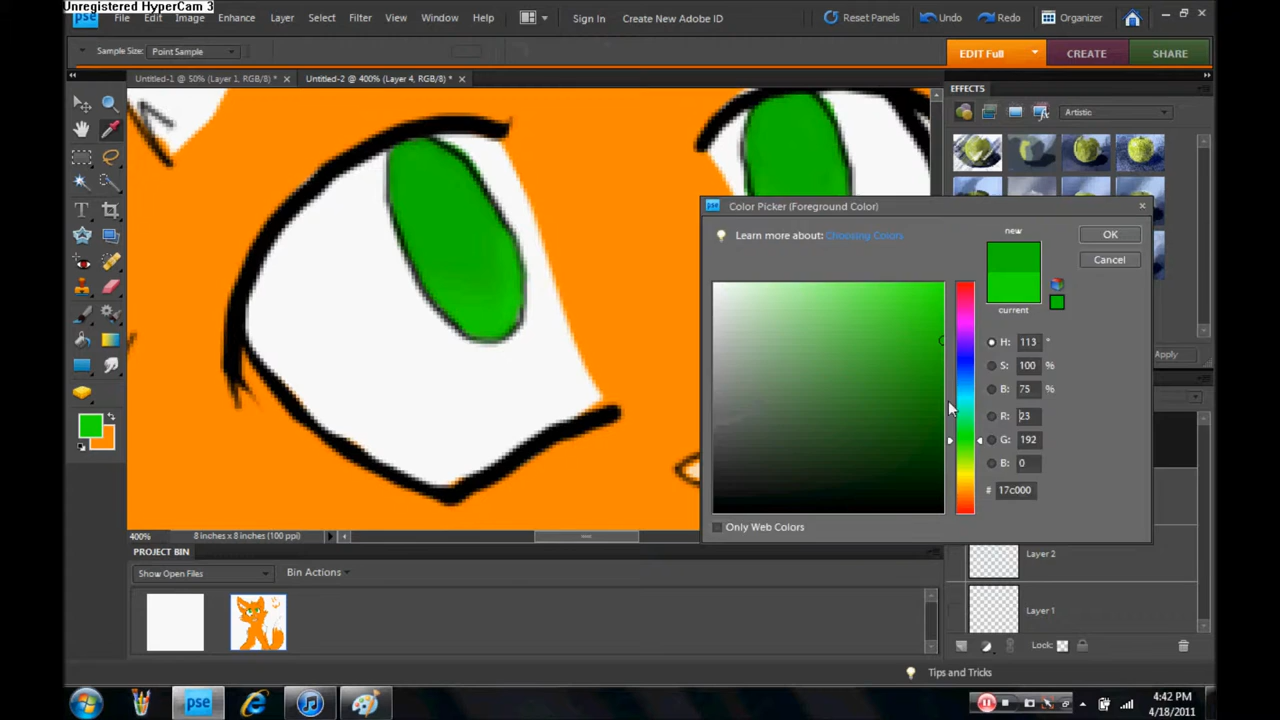 Unregistered HyperCam 3
pse File Edit Image Enhance Layer Select Filter View Window Help Sign In Create New Adobe ID Reset Panels Undo Redo Organizer
Sample Size: Point Sample
EDIT Full CREATE SHARE
Untitled-1 @ 50% (Layer 1, RGB/8) * × Untitled-2 @ 400% (Layer 4, RGB/8) * ×
EFFECTS
Artistic
pse Color Picker (Foreground Color)
Learn more about: Choosing Colors
new
OK
Cancel
current
H: 113 °
S: 100 %
B: 75 %
R: 23
G: 192
B: 0
# 17c000
Only Web Colors
Apply
400% 8 inches x 8 inches (100 ppi)
PROJECT BIN
Show Open Files Bin Actions
Layer 2
Layer 1
Lock:
Tips and Tricks
pse
4:42 PM
4/18/2011